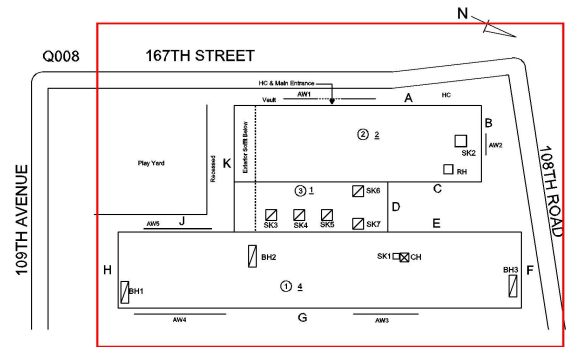 N
Q008 167TH STREET
HC & Main Entrance
Vault AW1 A HC
B
② 2
SK2
AW2
Exterior Soffit Below
Play Yard
Recessed
K
RH
C
③ 1
SK6
D
SK3 SK4 SK5 SK7
E
J
AW5
109TH AVENUE
108TH ROAD
H
BH2
SK1 CH
BH3
F
BH1
① 4
AW4
G
AW3